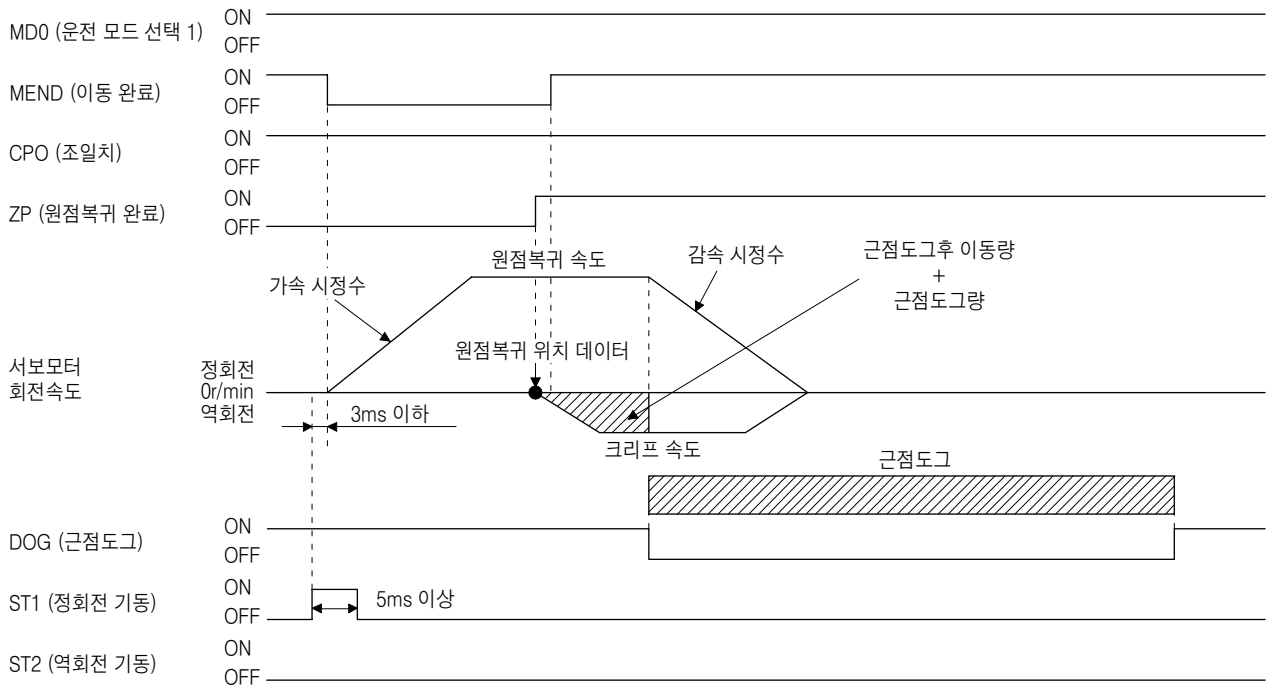 MD0 (운전 모드 선택 1)
ON
OFF
MEND (이동 완료)
ON
OFF
CPO (조일치)
ON
OFF
ZP (원점복귀 완료)
ON
OFF
원점복귀 속도
감속 시정수
근점도그후 이동량
+
근점도그량
가속 시정수
원점복귀 위치 데이터
서보모터
회전속도
정회전
0r/min
역회전
3ms 이하
크리프 속도
근점도그
DOG (근점도그)
ON
OFF
ST1 (정회전 기동)
ON
OFF
5ms 이상
ST2 (역회전 기동)
ON
OFF